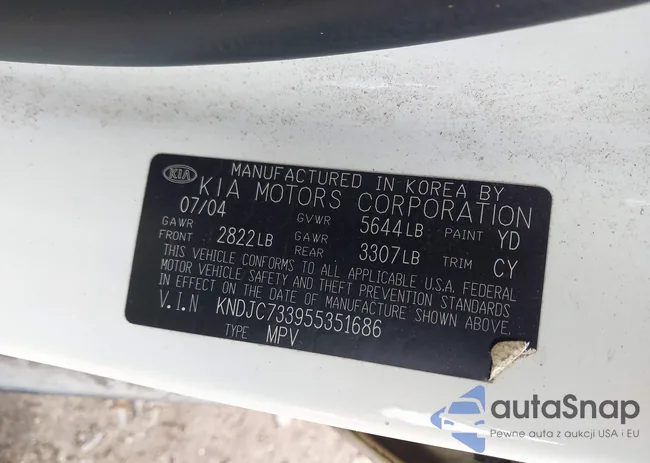 KIA
MANUFACTURED IN KOREA BY
KIA MOTORS CORPORATION
07/04 GVWR 5644LB PAINT YD
GAWR FRONT 2822LB GAWR REAR 3307LB TRIM CY
THIS VEHICLE CONFORMS TO ALL APPLICABLE U.S.A. FEDERAL
MOTOR VEHICLE SAFETY AND THEFT PREVENTION STANDARDS
IN EFFECT ON THE DATE OF MANUFACTURE SHOWN ABOVE.
V.I.N KNDJC733955351686
TYPE MPV
autaSnap
Pewne auta z aukcji USA i EU